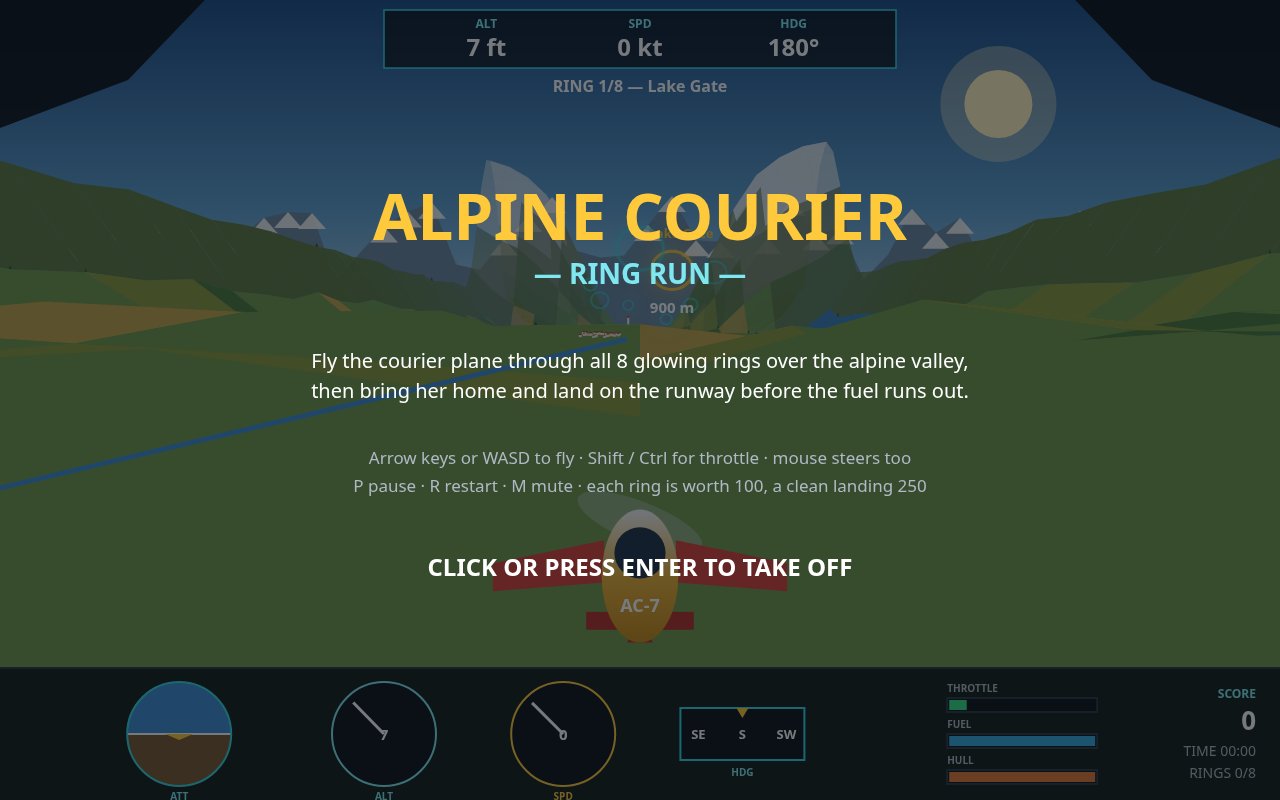 ALT SPD HDG
7 ft 0 kt 180°
RING 1/8 — Lake Gate
ALPINE COURIER
— RING RUN —
900 m
Fly the courier plane through all 8 glowing rings over the alpine valley,
then bring her home and land on the runway before the fuel runs out.
Arrow keys or WASD to fly · Shift / Ctrl for throttle · mouse steers too
P pause · R restart · M mute · each ring is worth 100, a clean landing 250
CLICK OR PRESS ENTER TO TAKE OFF
AC-7
THROTTLE
SCORE
0
FUEL
7 0 SE S SW
TIME 00:00
HULL
HDG
RINGS 0/8
ATT ALT SPD